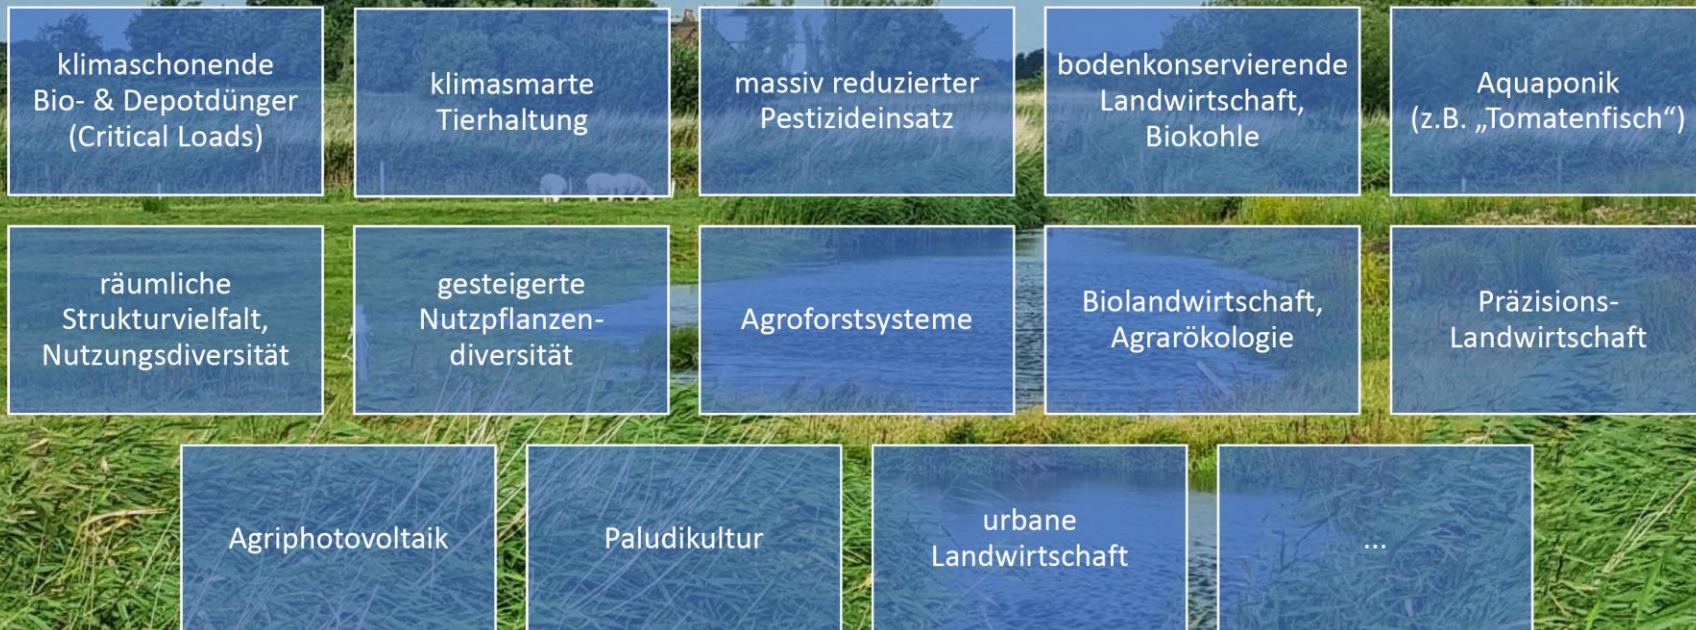 klimaschonende
Bio- & Depotdünger
(Critical Loads)
klimasmarte
Tierhaltung
massiv reduzierter
Pestizideinsatz
bodenkonservierende
Landwirtschaft,
Biokohle
Aquaponik
(z.B. „Tomatenfisch“)
räumliche
Strukturvielfalt,
Nutzungsdiversität
gesteigerte
Nutzpflanzen-
diversität
Agroforstsysteme
Biolandwirtschaft,
Agrarökologie
Präzisions-
Landwirtschaft
Agriphotovoltaik
Paludikultur
urbane
Landwirtschaft
...